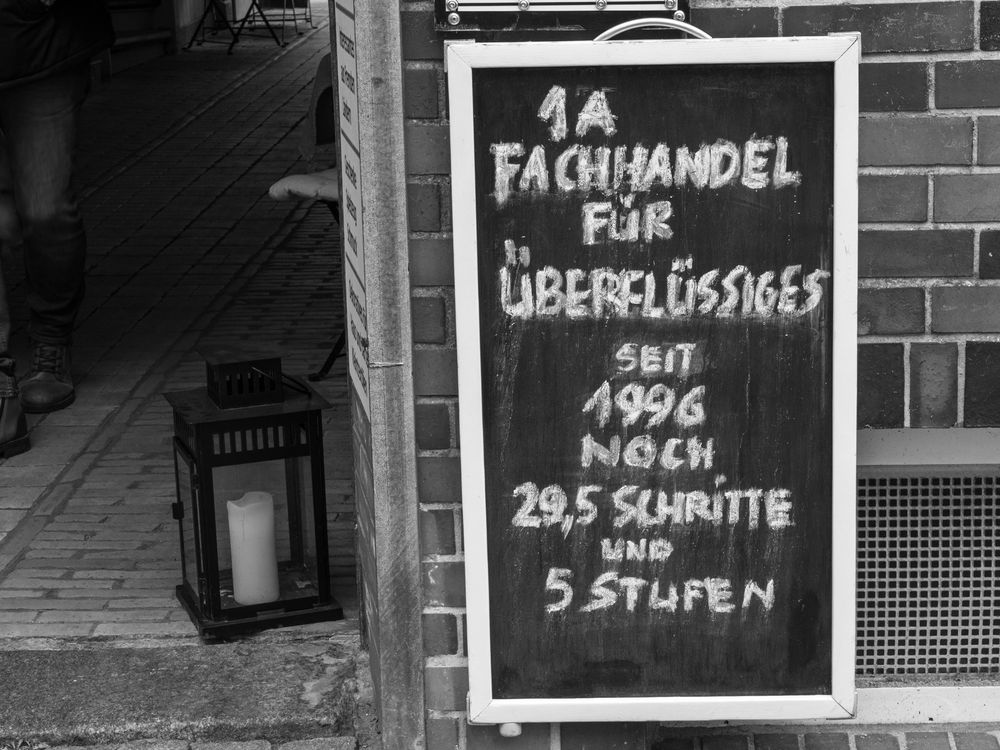 1A
FACHHANDEL
FÜR
ÜBERFLÜSSIGES
SEIT
1996
NOCH
29,5 SCHRITTE
UND
5 STUFEN